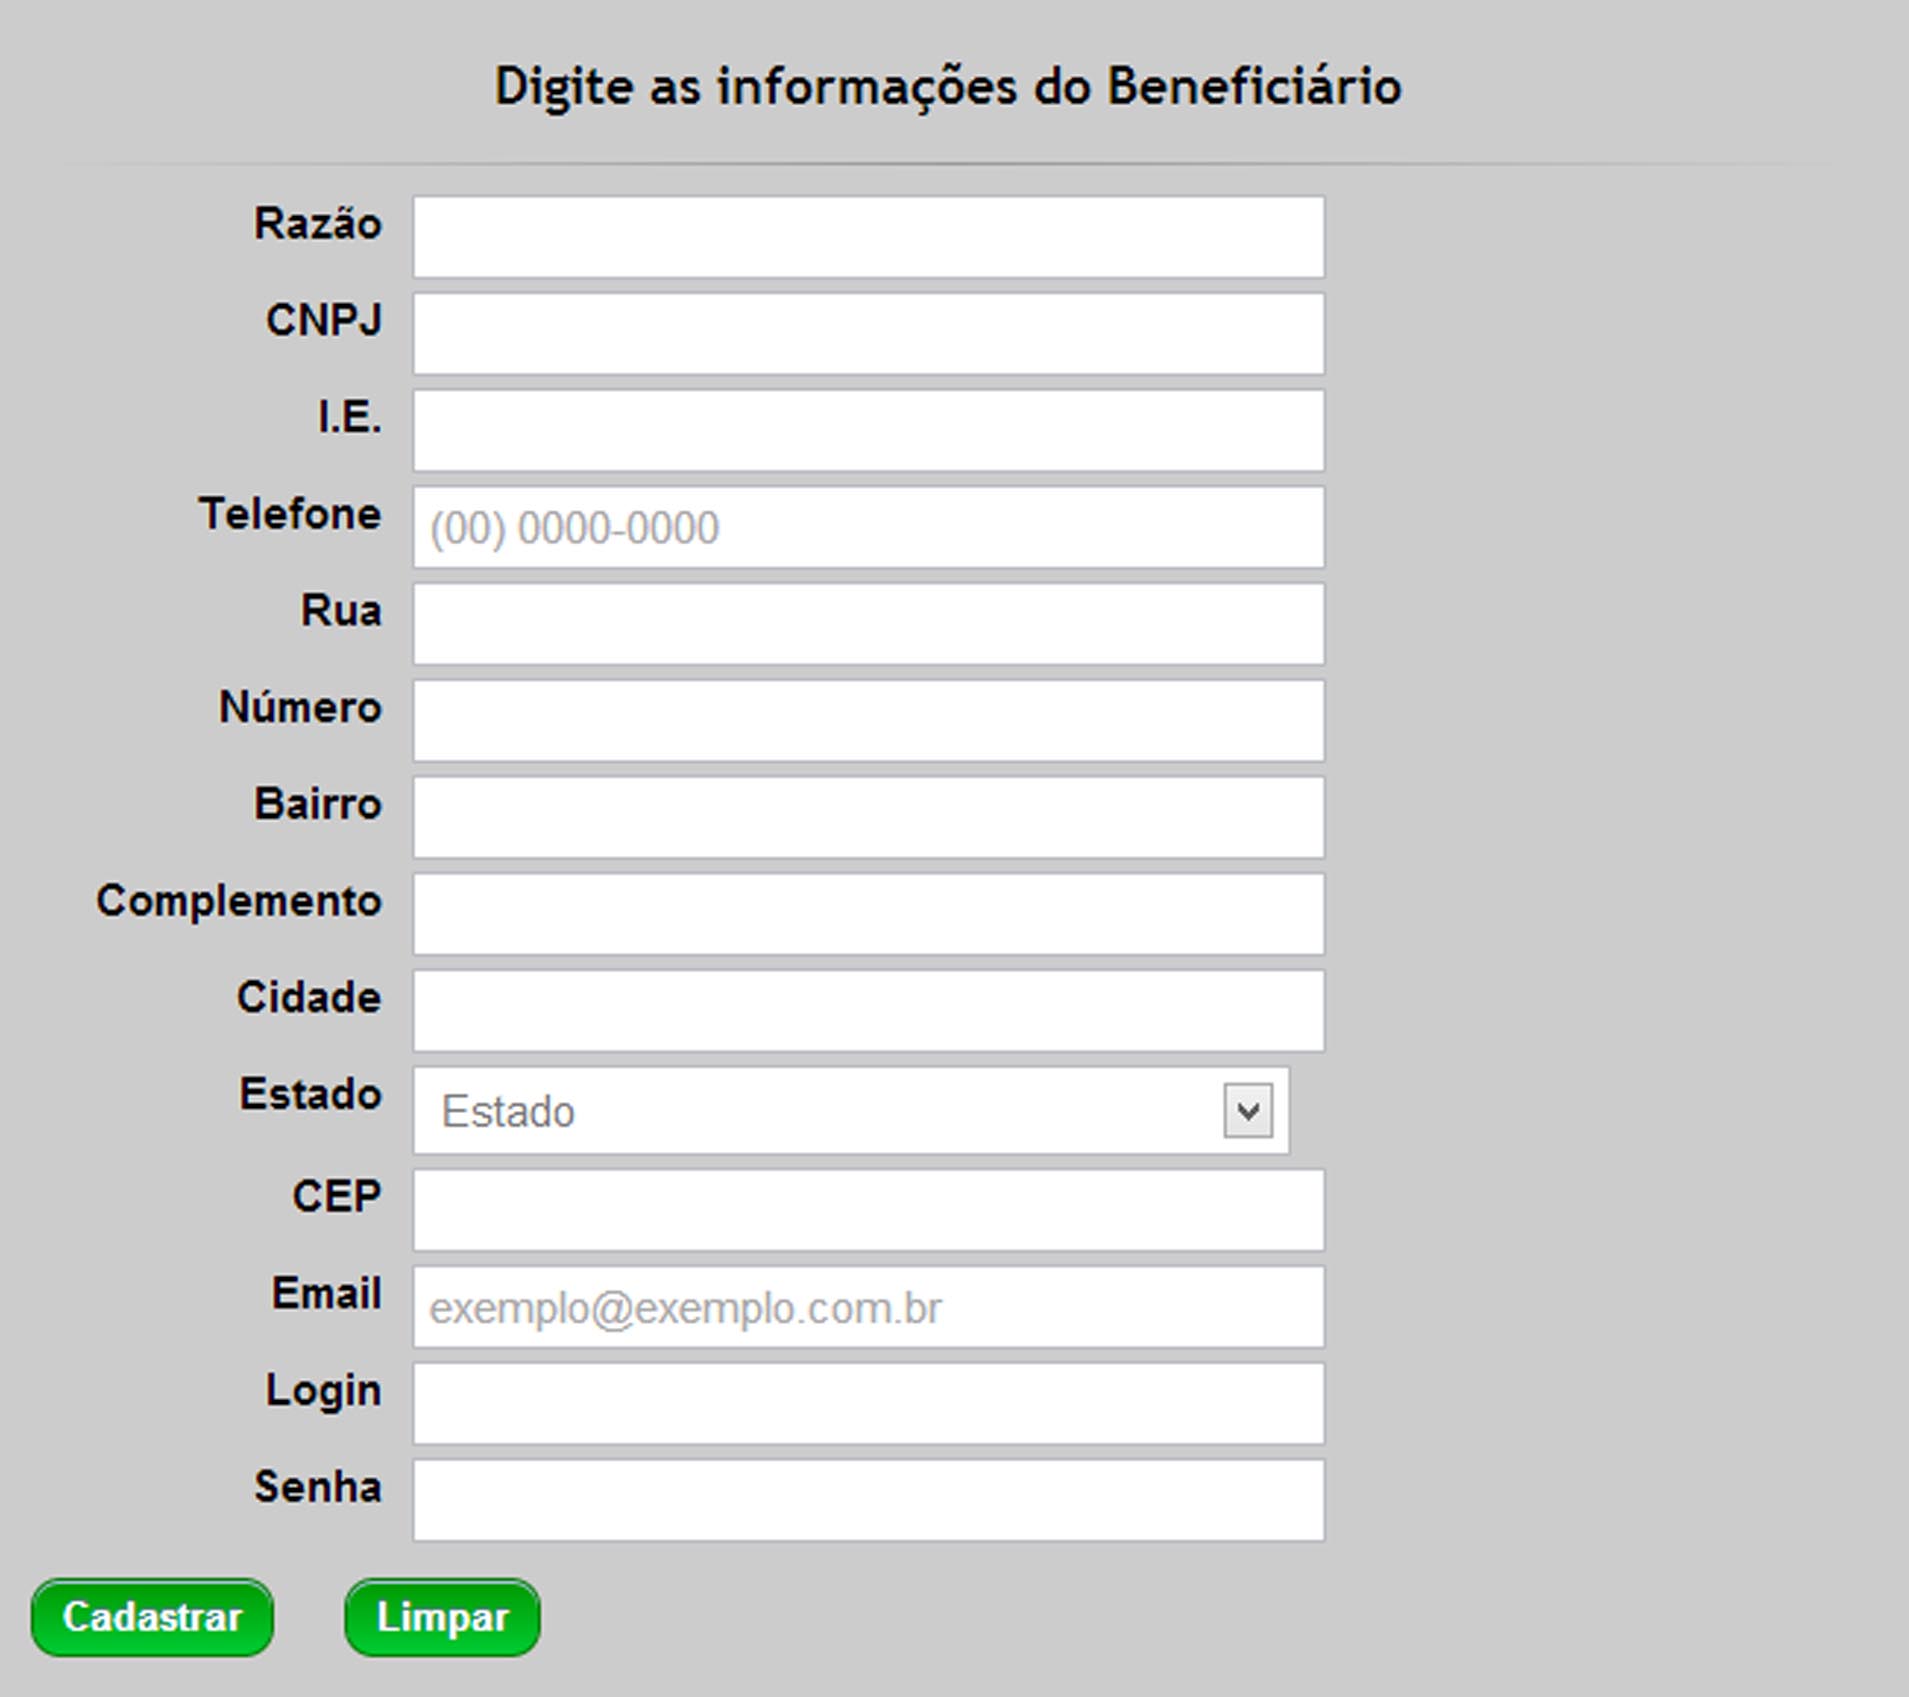 Digite as informações do Beneficiário
Razão
CNPJ
I.E.
Telefone (00) 0000-0000
Rua
Número
Bairro
Complemento
Cidade
Estado Estado
CEP
Email exemplo@exemplo.com.br
Login
Senha
Cadastrar Limpar